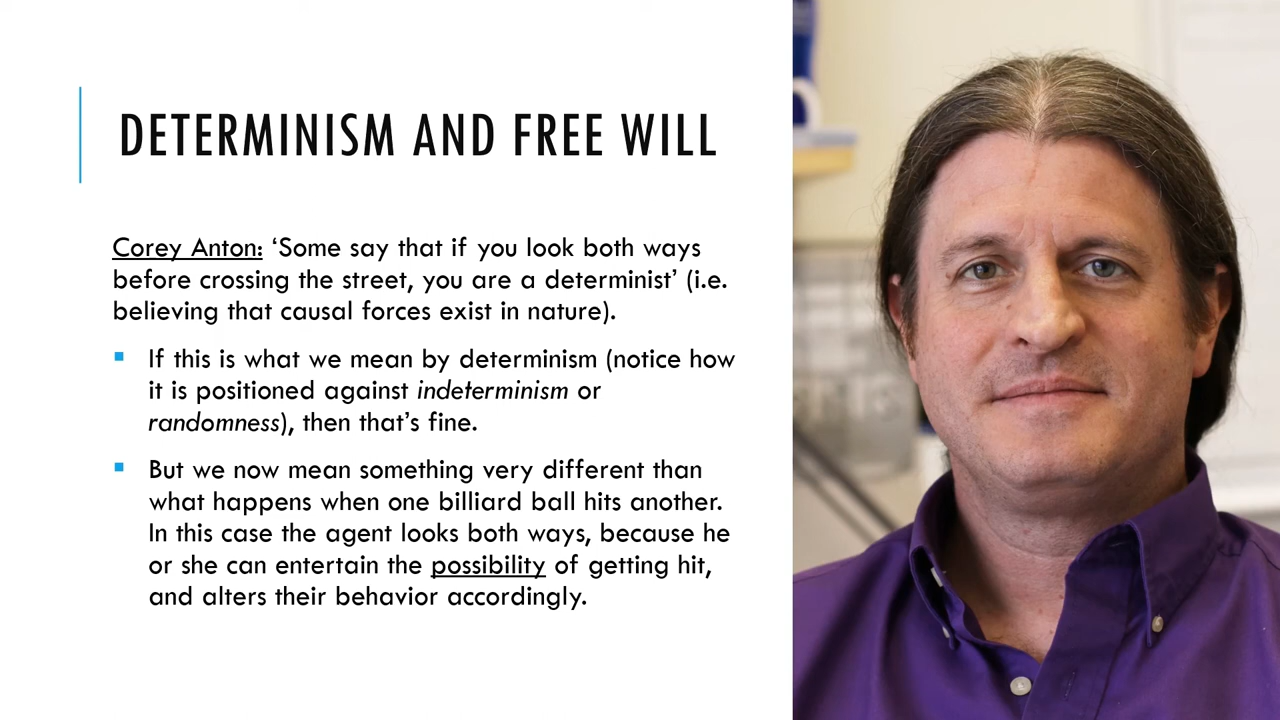 DETERMINISM AND FREE WILL
Corey Anton: ‘Some say that if you look both ways
before crossing the street, you are a determinist’ (i.e.
believing that causal forces exist in nature).
▪ If this is what we mean by determinism (notice how
it is positioned against indeterminism or
randomness), then that’s fine.
▪ But we now mean something very different than
what happens when one billiard ball hits another.
In this case the agent looks both ways, because he
or she can entertain the possibility of getting hit,
and alters their behavior accordingly.